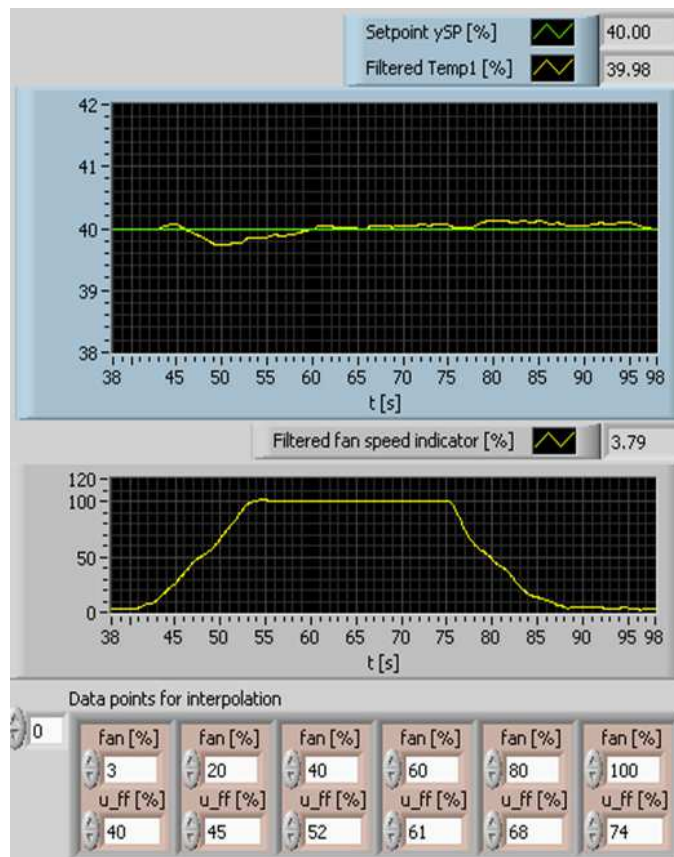 Setpoint ySP [%] 40.00
Filtered Temp1 [%] 39.98
42
41
40
39
38
38 45 50 55 60 65 70 75 80 85 90 95 98
t [s]
Filtered fan speed indicator [%] 3.79
120
100
50
0
38 45 50 55 60 65 70 75 80 85 90 95 98
t [s]
Data points for interpolation
0
fan [%] fan [%] fan [%] fan [%] fan [%] fan [%]
3 20 40 60 80 100
u_ff [%] u_ff [%] u_ff [%] u_ff [%] u_ff [%] u_ff [%]
40 45 52 61 68 74